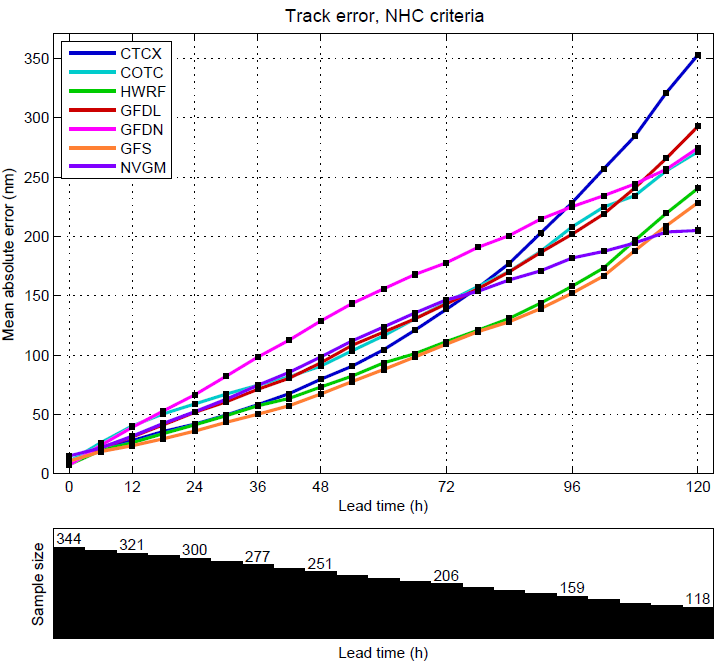 Track error, NHC criteria
CTCX
COTC
HWRF
GFDL
GFDN
GFS
NVGM
Mean absolute error (nm)
350
300
250
200
150
100
50
0
0 12 24 36 48 72 96 120
Lead time (h)
Sample size
344 321 300 277 251 206 159 118
Lead time (h)